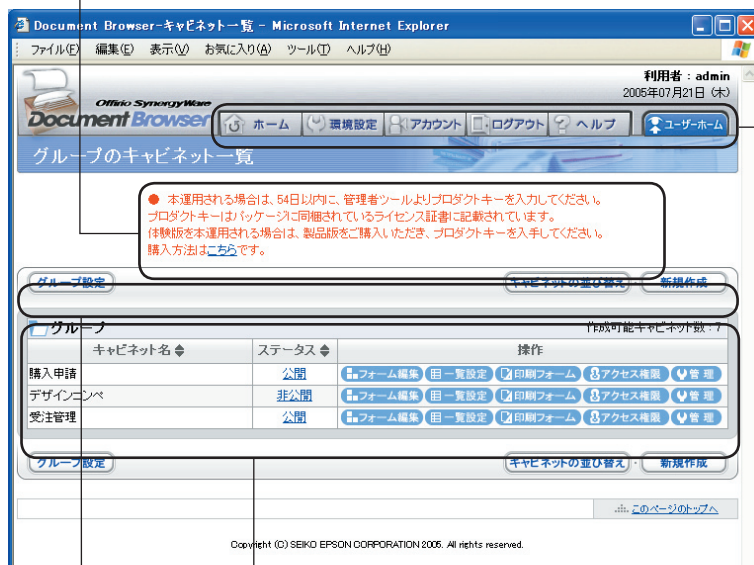 Document Browser-キャビネット一覧 - Microsoft Internet Explorer
ファイル(F) 編集(E) 表示(V) お気に入り(A) ツール(T) ヘルプ(H)
利用者:admin
2005年07月21日 (木)
Offirio SynergyWare
Document Browser
ホーム 環境設定 アカウント ログアウト ヘルプ ユーザーホーム
グループのキャビネット一覧
● 本運用される場合は、54日以内に、管理者ツールよりプロダクトキーを入力してください。
プロダクトキーはパッケージに同梱されているライセンス証書に記載されています。
体験版を本運用される場合は、製品版をご購入いただき、プロダクトキーを入手してください。
購入方法はこちらです。
グループ設定 キャビネットの並び替え 新規作成
グループ 作成可能キャビネット数:7
キャビネット名 ステータス 操作
購入申請 公開 フォーム編集 一覧設定 印刷フォーム アクセス権限 管理
デザインコンペ 非公開 フォーム編集 一覧設定 印刷フォーム アクセス権限 管理
受注管理 公開 フォーム編集 一覧設定 印刷フォーム アクセス権限 管理
グループ設定 キャビネットの並び替え 新規作成
このページのトップへ
Copyright (C) SEIKO EPSON CORPORATION 2005. All rights reserved.